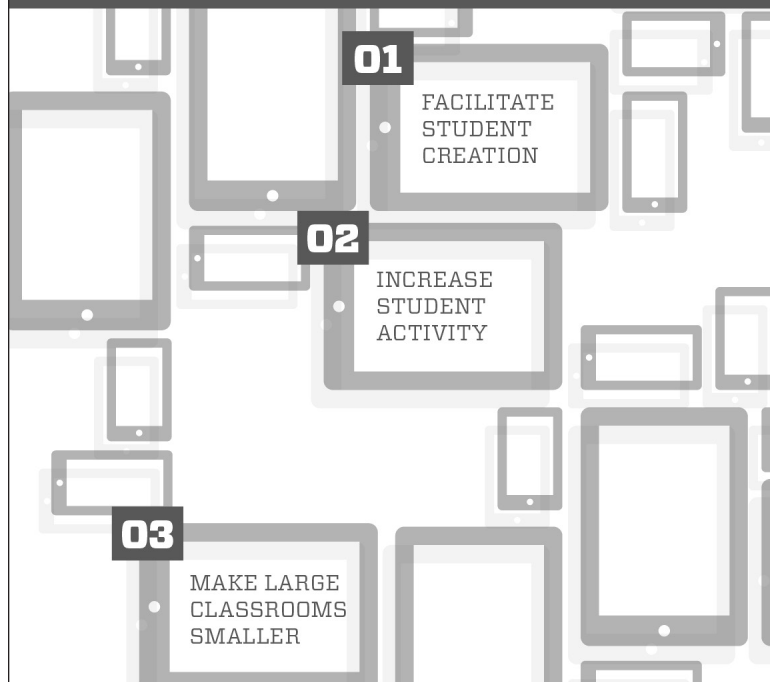 01
FACILITATE
STUDENT
CREATION
02
INCREASE
STUDENT
ACTIVITY
03
MAKE LARGE
CLASSROOMS
SMALLER